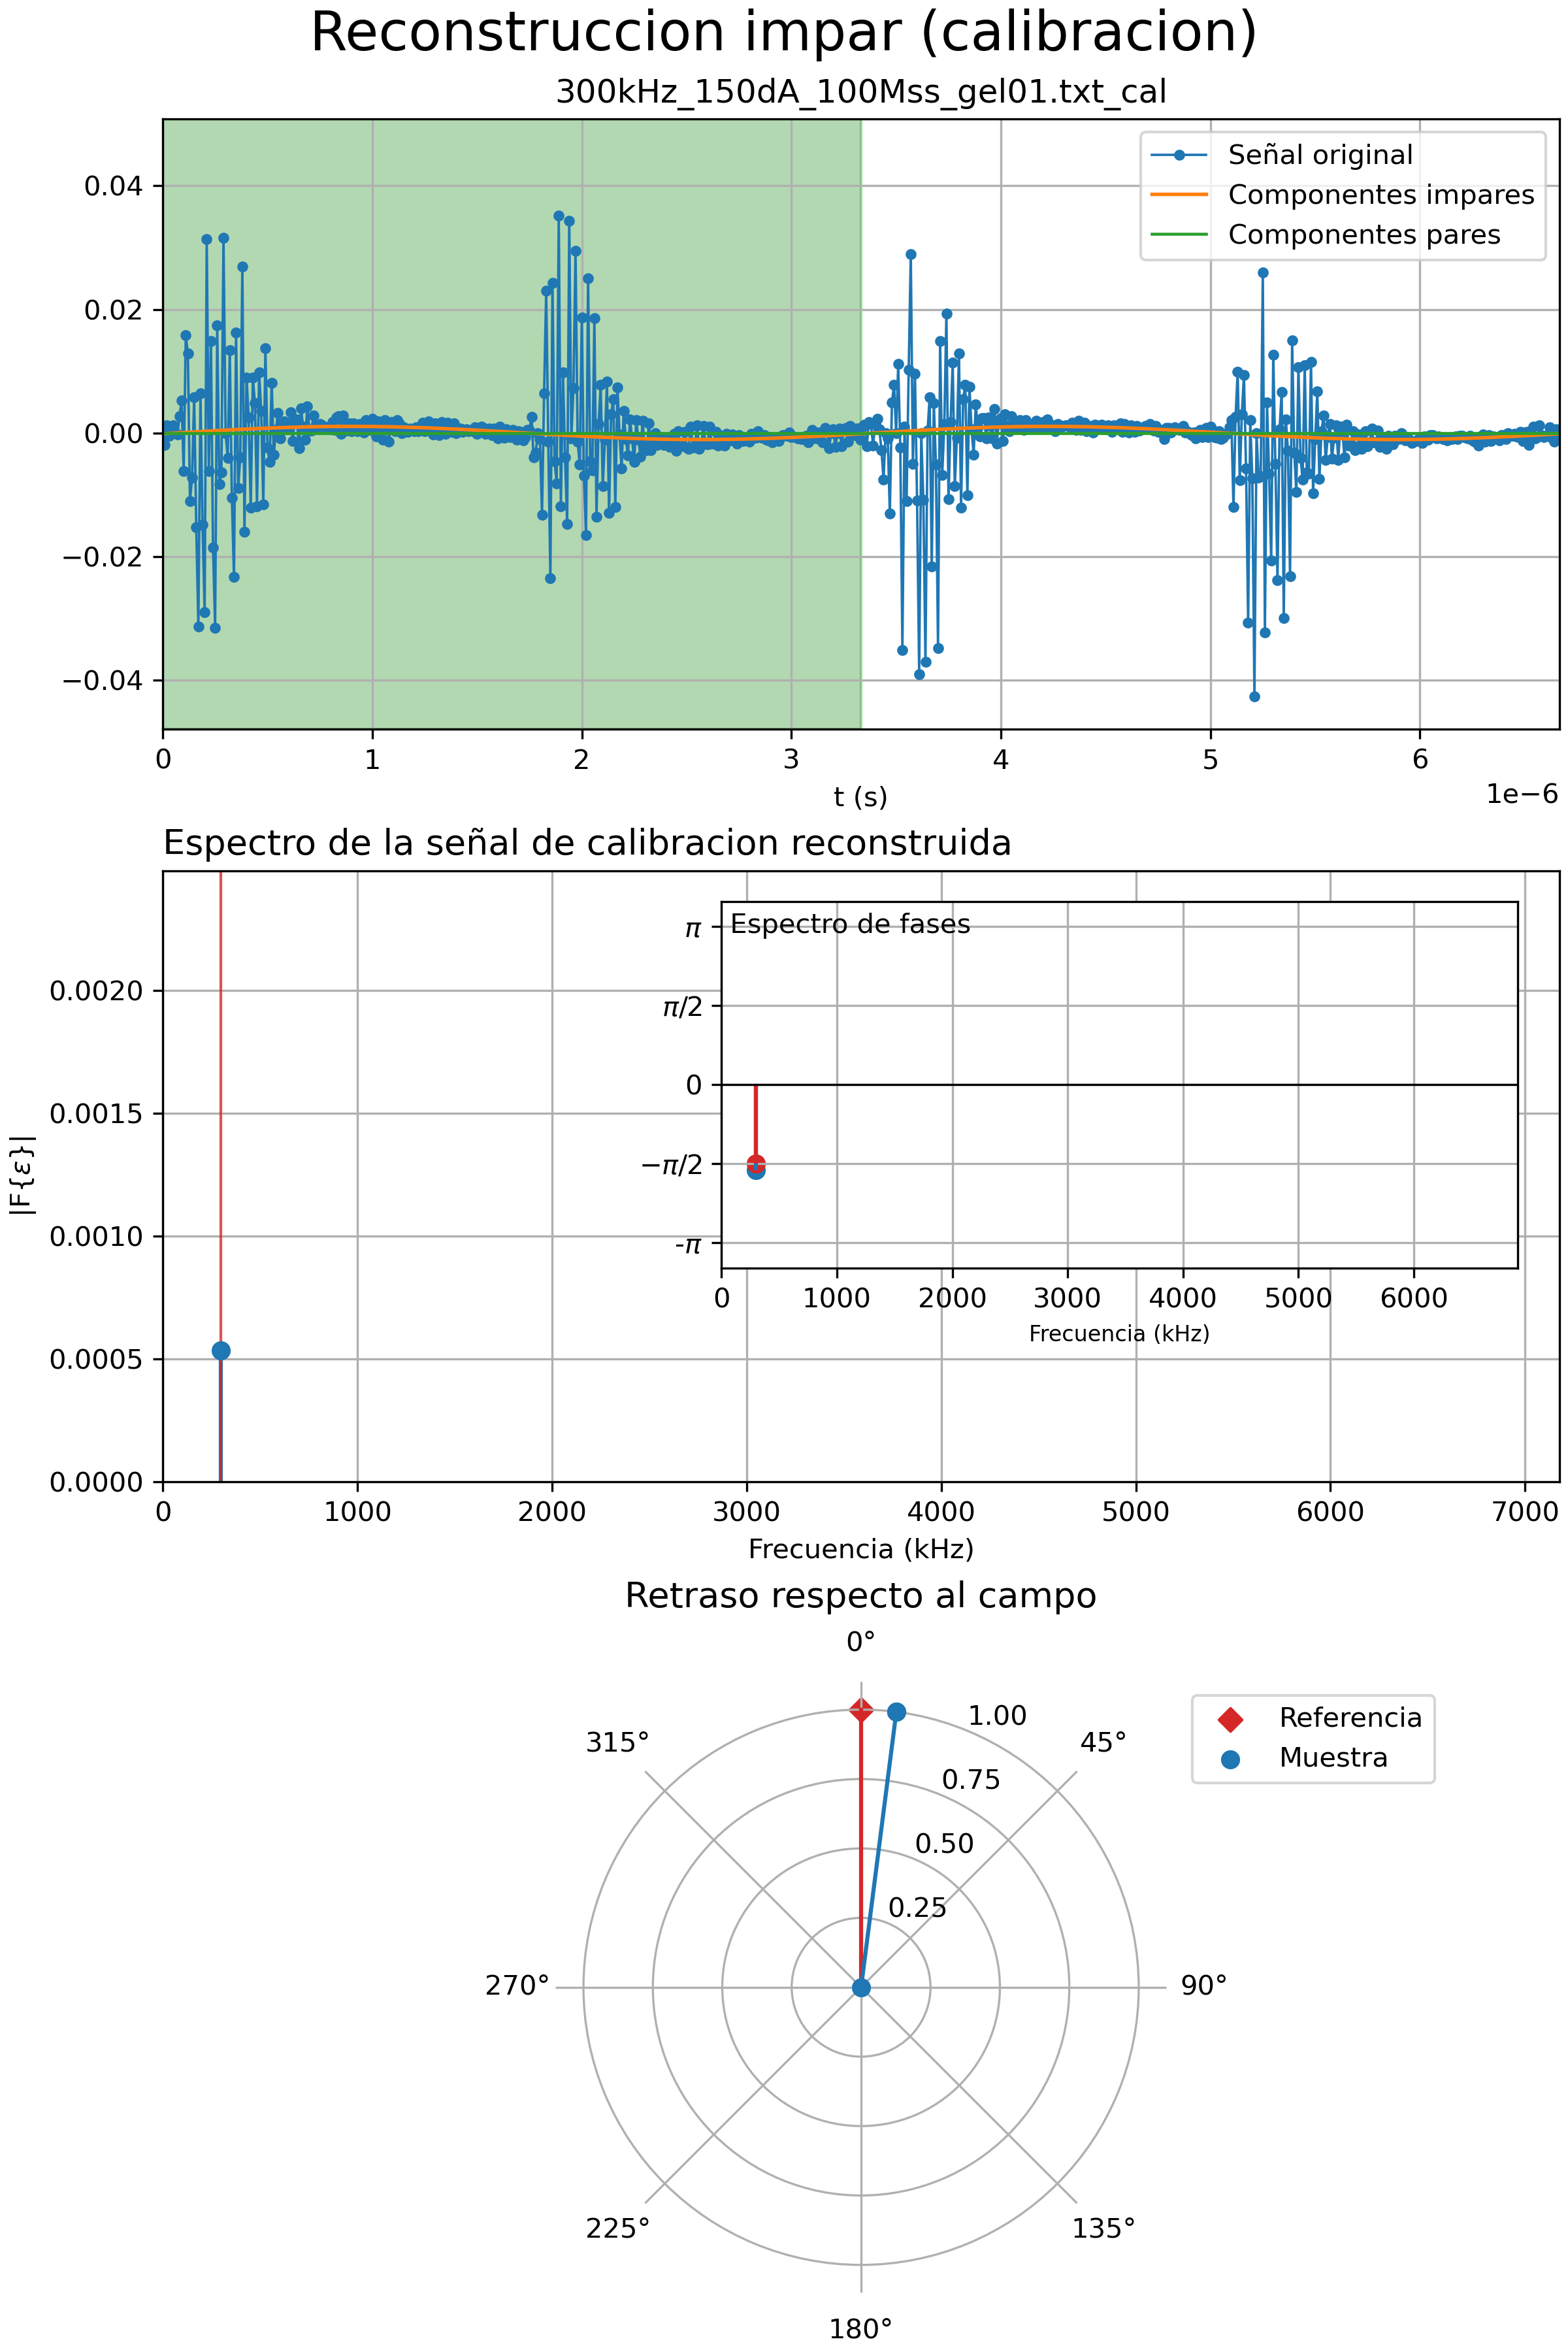 Reconstruccion impar (calibracion)
300kHz_150dA_100Mss_gel01.txt_cal
Señal original
Componentes impares
Componentes pares
0.04
0.02
0.00
−0.02
−0.04
0 1 2 3 4 5 6
t (s)
1e−6
Espectro de la señal de calibracion reconstruida
|F{ε}|
0.0020
0.0015
0.0010
0.0005
0.0000
Espectro de fases
π
π/2
0
−π/2
-π
0 1000 2000 3000 4000 5000 6000
Frecuencia (kHz)
0 1000 2000 3000 4000 5000 6000 7000
Frecuencia (kHz)
Retraso respecto al campo
0°
Referencia
Muestra
315°
45°
1.00
0.75
0.50
0.25
270°
90°
225°
135°
180°